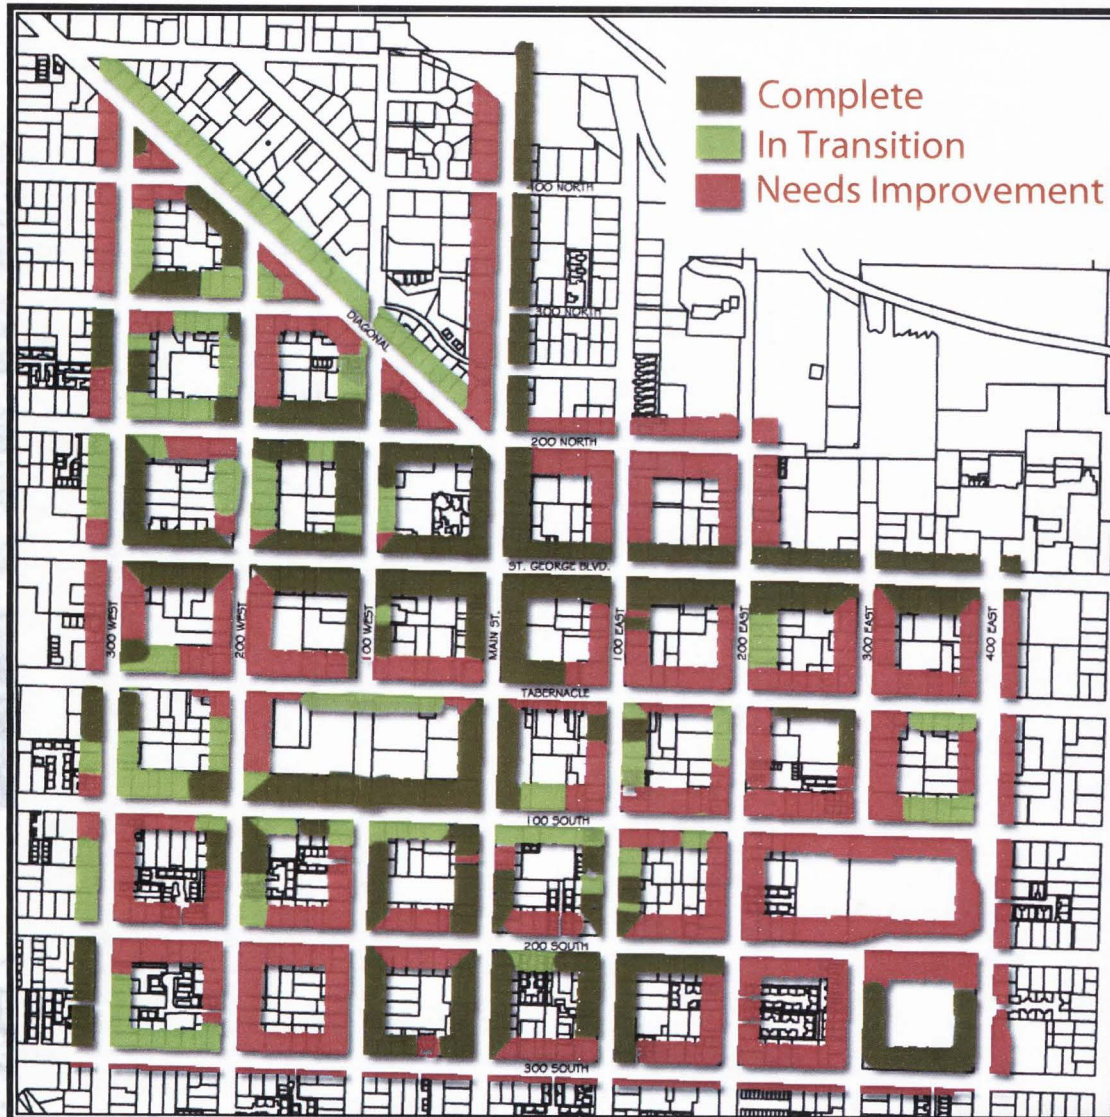 Complete
In Transition
Needs Improvement
400 NORTH
300 NORTH
DIAGONAL
200 NORTH
ST. GEORGE BLVD.
300 WEST
200 WEST
100 WEST
MAIN ST.
100 EAST
200 EAST
300 EAST
400 EAST
TABERNACLE
100 SOUTH
200 SOUTH
300 SOUTH